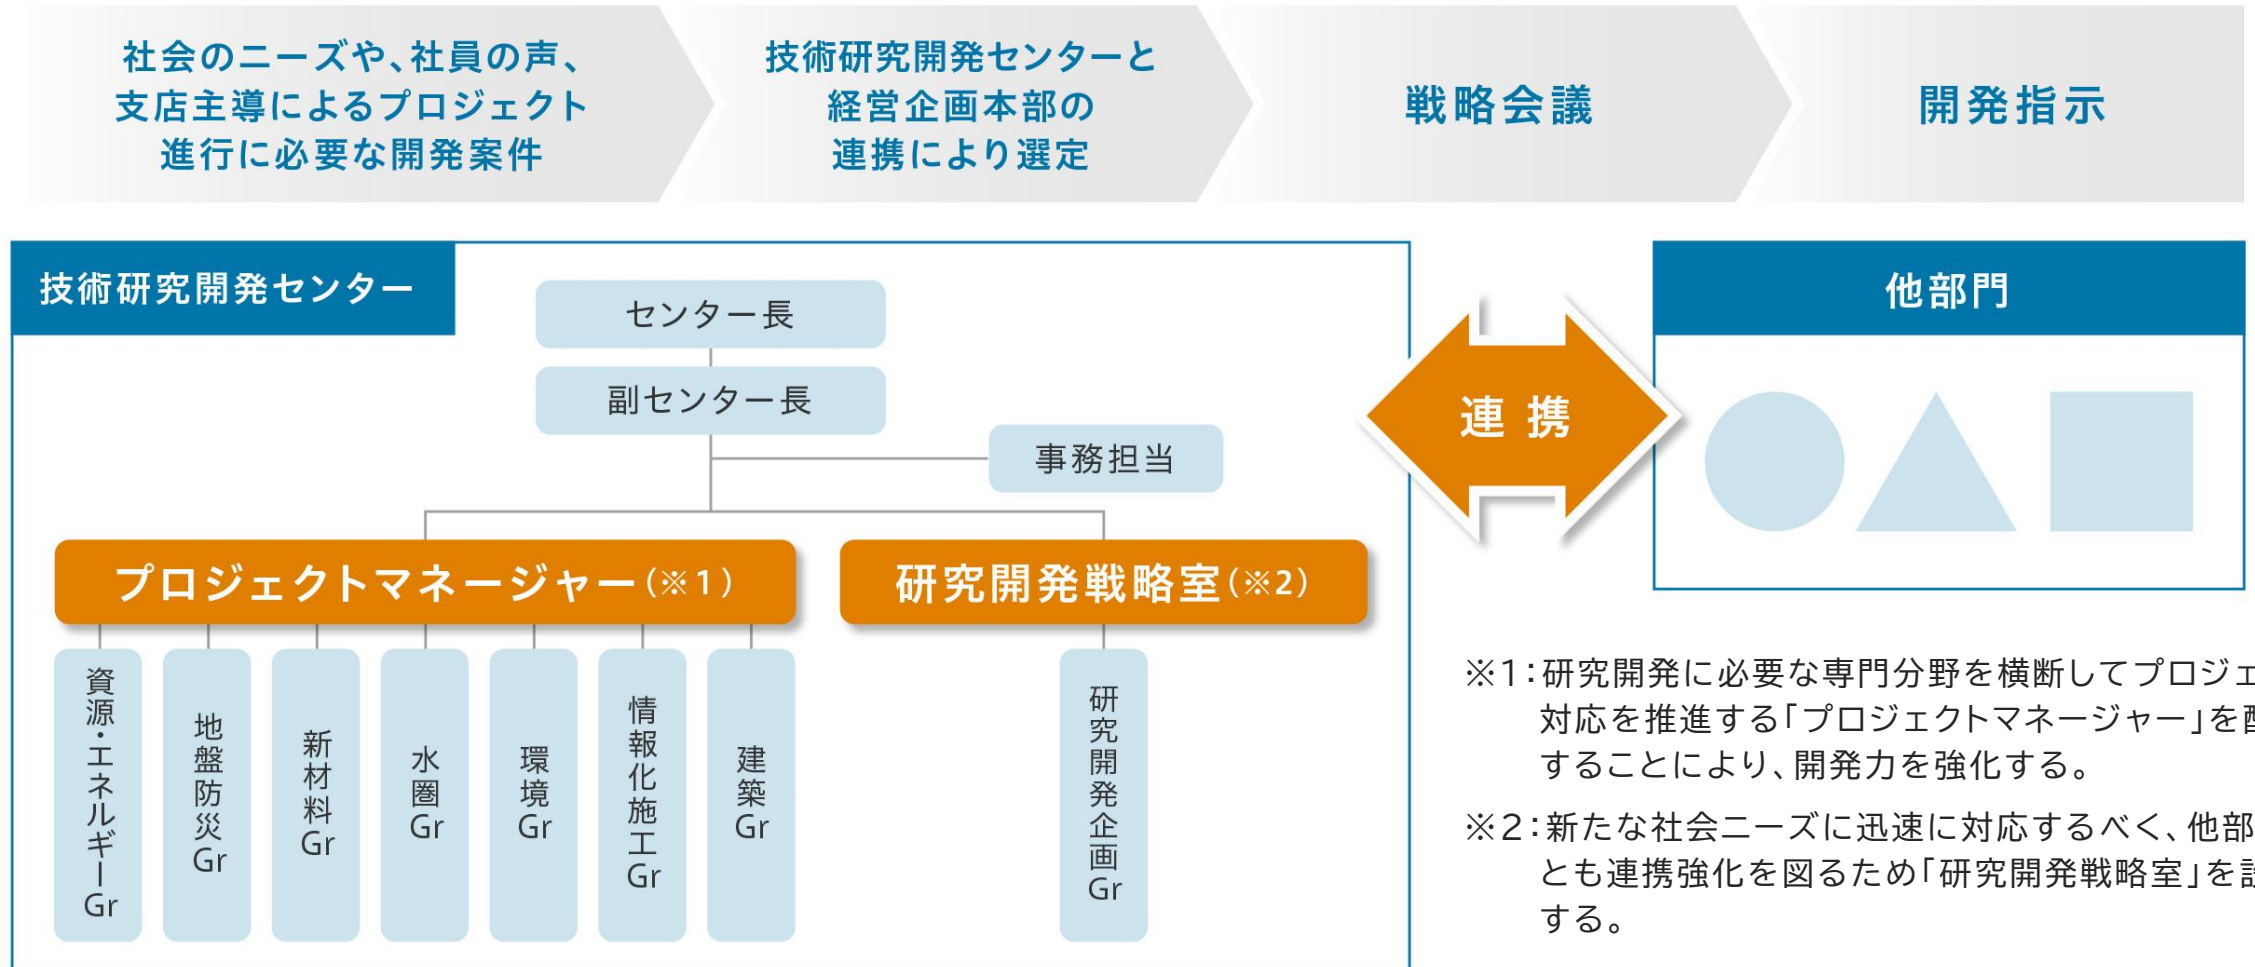 社会のニーズや、社員の声、
支店主導によるプロジェクト
進行に必要な開発案件
技術研究開発センターと
経営企画本部の
連携により選定
戦略会議
開発指示
技術研究開発センター
センター長
副センター長
事務担当
プロジェクトマネージャー(※1)
研究開発戦略室(※2)
資源・エネルギーGr
地盤防災Gr
新材料Gr
水圏Gr
環境Gr
情報化施工Gr
建築Gr
研究開発企画Gr
連携
他部門
※1：研究開発に必要な専門分野を横断してプロジェ
対応を推進する「プロジェクトマネージャー」を
することにより、開発力を強化する。
※2：新たな社会ニーズに迅速に対応するべく、他部
とも連携強化を図るため「研究開発戦略室」を
する。